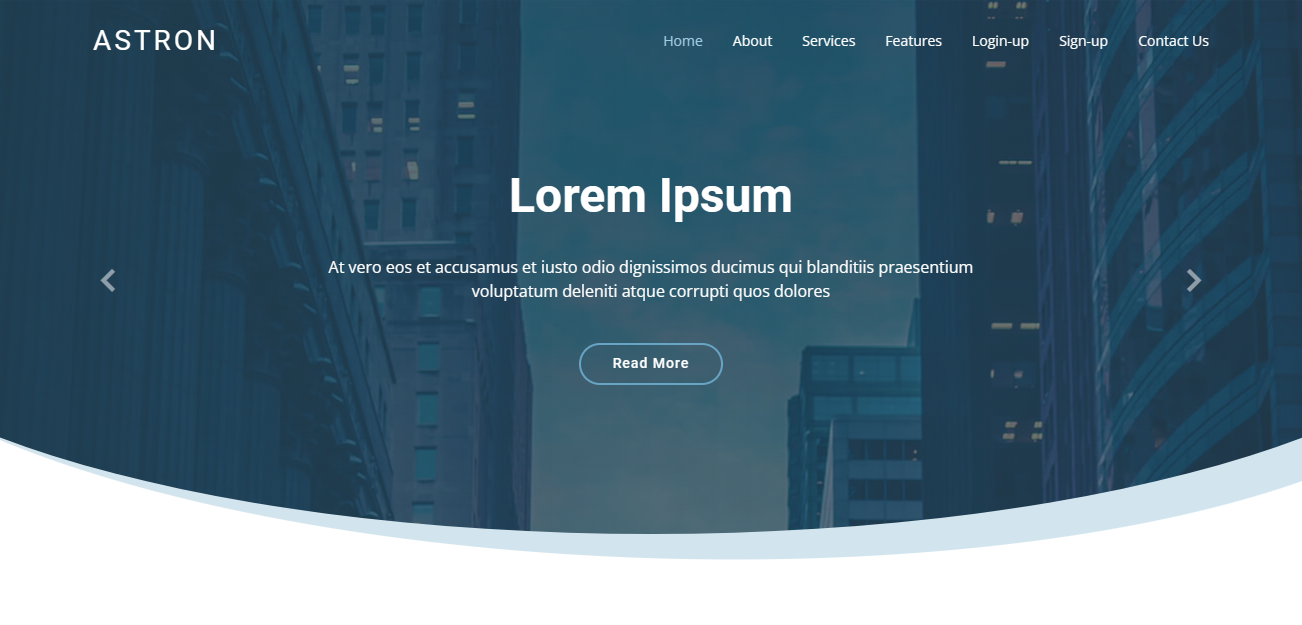 ASTRON
Home About Services Features Login-up Sign-up Contact Us
Lorem Ipsum
At vero eos et accusamus et iusto odio dignissimos ducimus qui blanditiis praesentium
voluptatum deleniti atque corrupti quos dolores
Read More